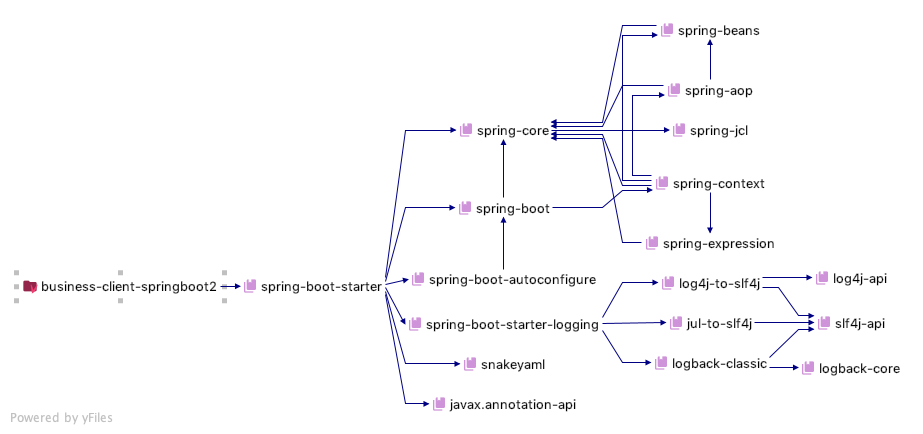 spring-beans
spring-aop
spring-core
spring-jcl
spring-context
spring-boot
spring-expression
business-client-springboot2
spring-boot-starter
spring-boot-autoconfigure
log4j-to-slf4j
log4j-api
spring-boot-starter-logging
jul-to-slf4j
slf4j-api
snakeyaml
logback-classic
logback-core
javax.annotation-api
Powered by yFiles